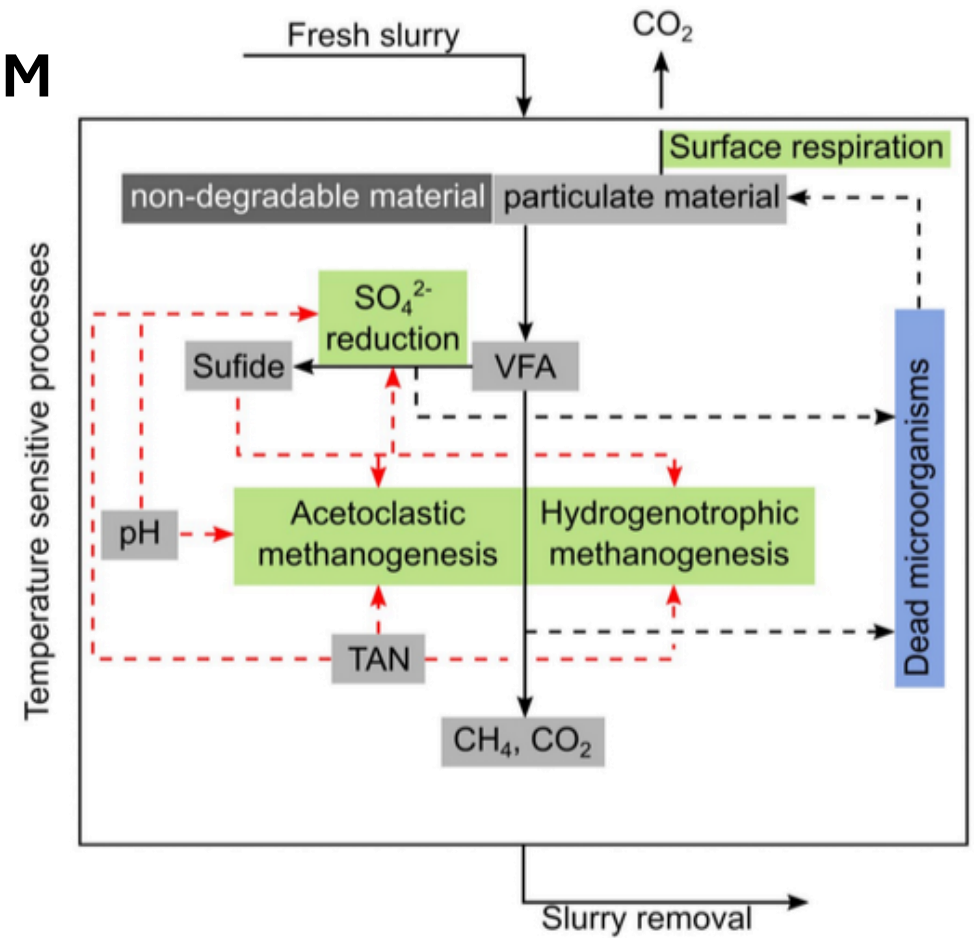 M
Fresh slurry
CO₂
Surface respiration
non-degradable material
particulate material
SO₄²⁻
reduction
Sufide
VFA
Temperature sensitive processes
Dead microorganisms
pH
Acetoclastic
methanogenesis
Hydrogenotrophic
methanogenesis
TAN
CH₄, CO₂
Slurry removal